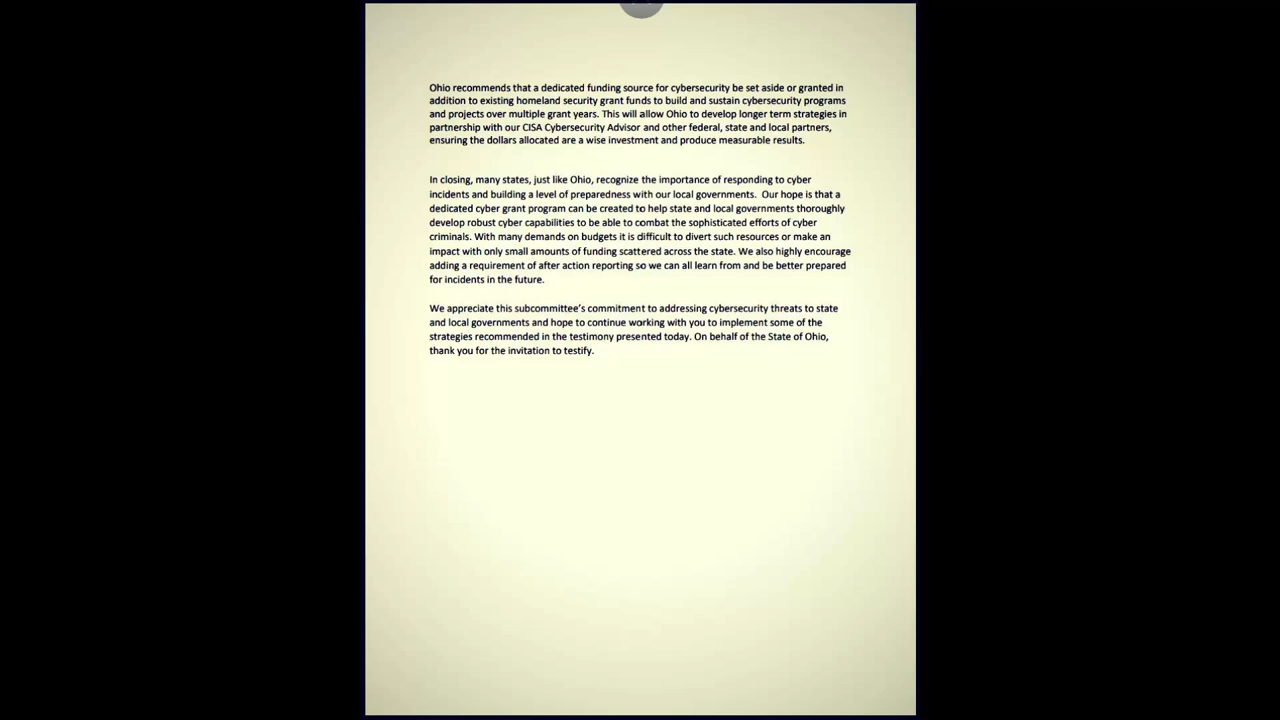 Ohio recommends that a dedicated funding source for cybersecurity be set aside or granted in
addition to existing homeland security grant funds to build and sustain cybersecurity programs
and projects over multiple grant years. This will allow Ohio to develop longer term strategies in
partnership with our CISA Cybersecurity Advisor and other federal, state and local partners,
ensuring the dollars allocated are a wise investment and produce measurable results.
In closing, many states, just like Ohio, recognize the importance of responding to cyber
incidents and building a level of preparedness with our local governments.  Our hope is that a
dedicated cyber grant program can be created to help state and local governments thoroughly
develop robust cyber capabilities to be able to combat the sophisticated efforts of cyber
criminals. With many demands on budgets it is difficult to divert such resources or make an
impact with only small amounts of funding scattered across the state. We also highly encourage
adding a requirement of after action reporting so we can all learn from and be better prepared
for incidents in the future.
We appreciate this subcommittee's commitment to addressing cybersecurity threats to state
and local governments and hope to continue working with you to implement some of the
strategies recommended in the testimony presented today. On behalf of the State of Ohio,
thank you for the invitation to testify.